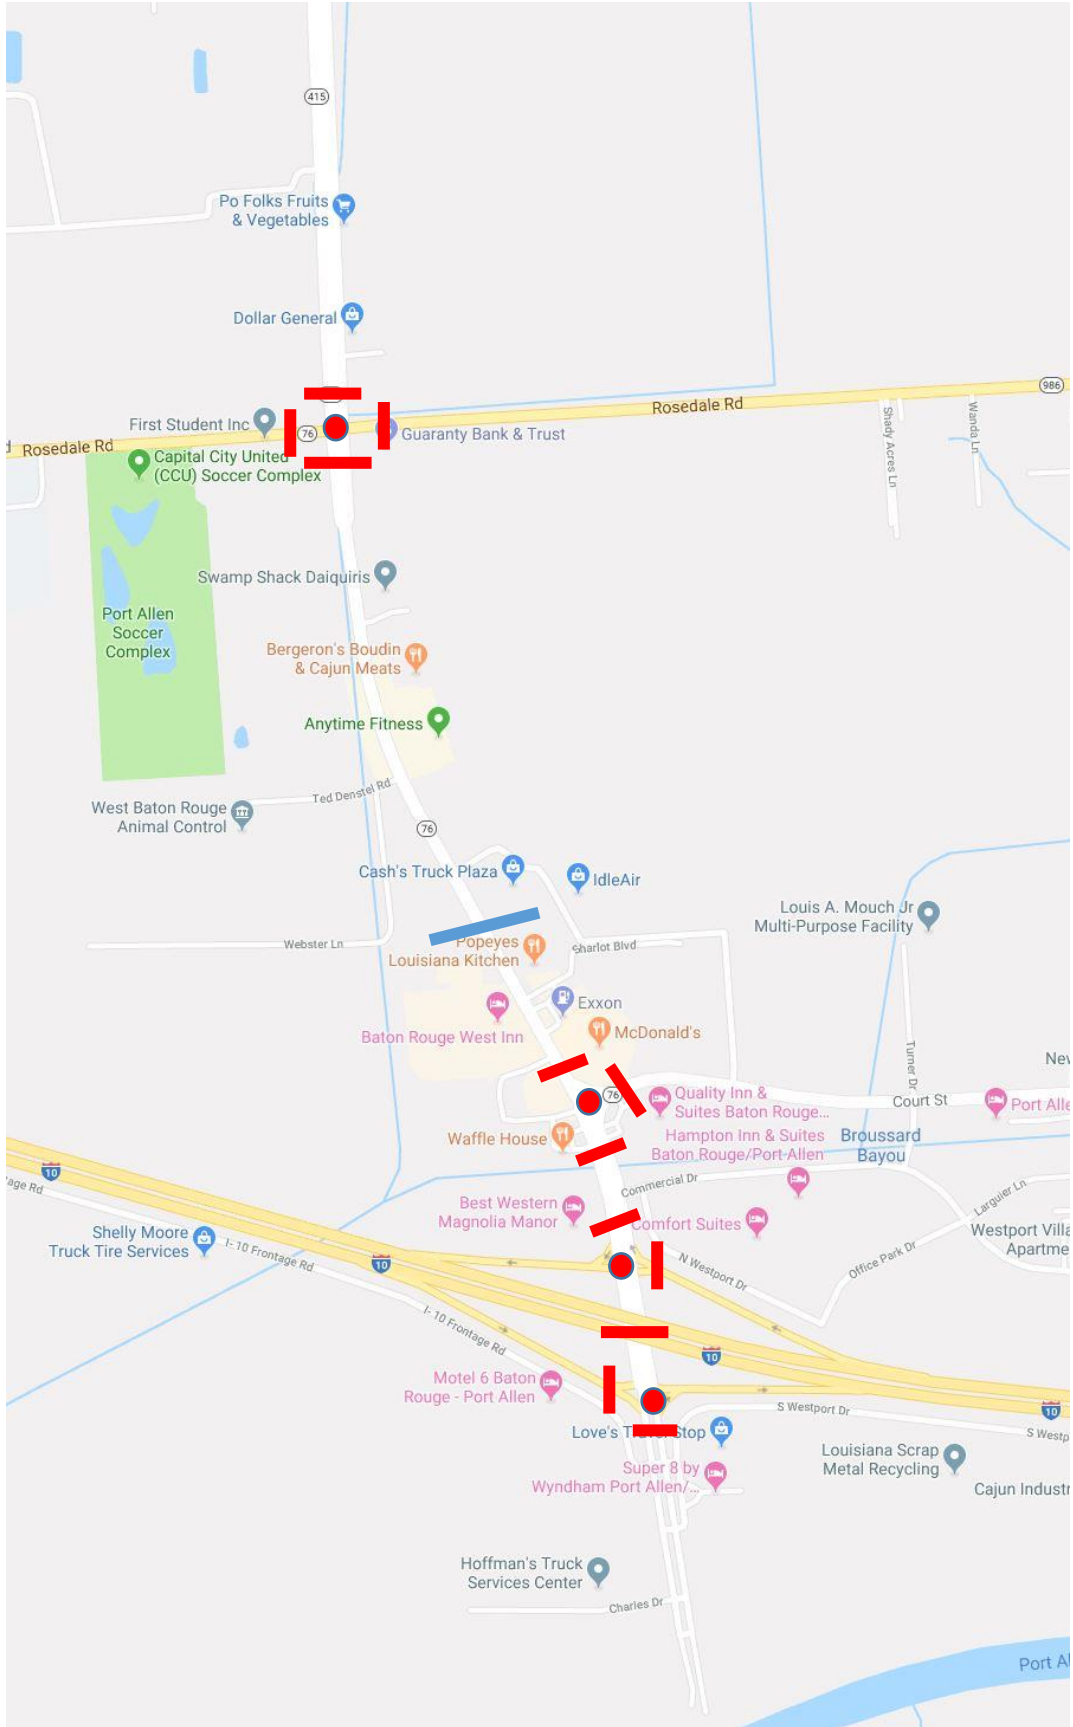 415
Po Folks Fruits
& Vegetables
Dollar General
986
Rosedale Rd
First Student Inc
76
Guaranty Bank & Trust
Rosedale Rd
Shady Acres Ln
Wanda Ln
Capital City United
(CCU) Soccer Complex
Swamp Shack Daiquiris
Port Allen
Soccer
Complex
Bergeron's Boudin
& Cajun Meats
Anytime Fitness
Ted Denstel Rd
West Baton Rouge
Animal Control
76
Cash's Truck Plaza
IdleAir
Louis A. Mouch Jr
Multi-Purpose Facility
Webster Ln
Popeyes
Louisiana Kitchen
Sharlot Blvd
Exxon
Baton Rouge West Inn
McDonald's
Turner Dr
76
Quality Inn &
Suites Baton Rouge...
Court St
Port Alle
Waffle House
Hampton Inn & Suites
Baton Rouge/Port Allen
Broussard
Bayou
10
Commercial Dr
Larguier Ln
Best Western
Magnolia Manor
Comfort Suites
Westport Villa
Apartme
Shelly Moore
Truck Tire Services
I- 10 Frontage Rd
10
N Westport Dr
Office Park Dr
I- 10 Frontage Rd
10
Motel 6 Baton
Rouge - Port Allen
10
S Westport Dr
S Westp
Love's Travel Stop
Louisiana Scrap
Metal Recycling
Super 8 by
Wyndham Port Allen/...
Cajun Industr
Hoffman's Truck
Services Center
Charles Dr
Port Al